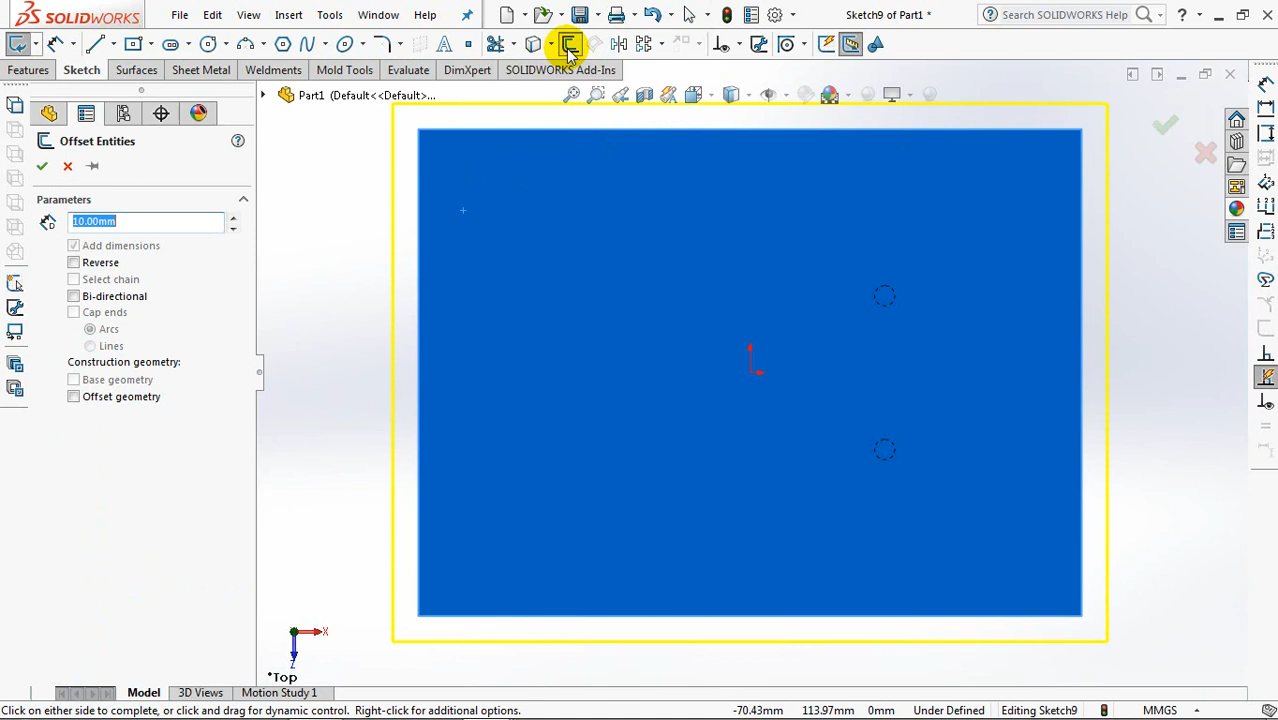 SOLIDWORKS File Edit View Insert Tools Window Help Sketch9 of Part1 * Search SOLIDWORKS Help ?
Features Sketch Surfaces Sheet Metal Weldments Mold Tools Evaluate DimXpert SOLIDWORKS Add-Ins
Part1 (Default<<Default>...
Offset Entities
Parameters
10.00mm
Add dimensions
Reverse
Select chain
Bi-directional
Cap ends
Arcs
Lines
Construction geometry:
Base geometry
Offset geometry
X
Z
*Top
Model 3D Views Motion Study 1
Click on either side to complete, or click and drag for dynamic control. Right-click for additional options. -70.43mm 113.97mm 0mm Under Defined Editing Sketch9 MMGS